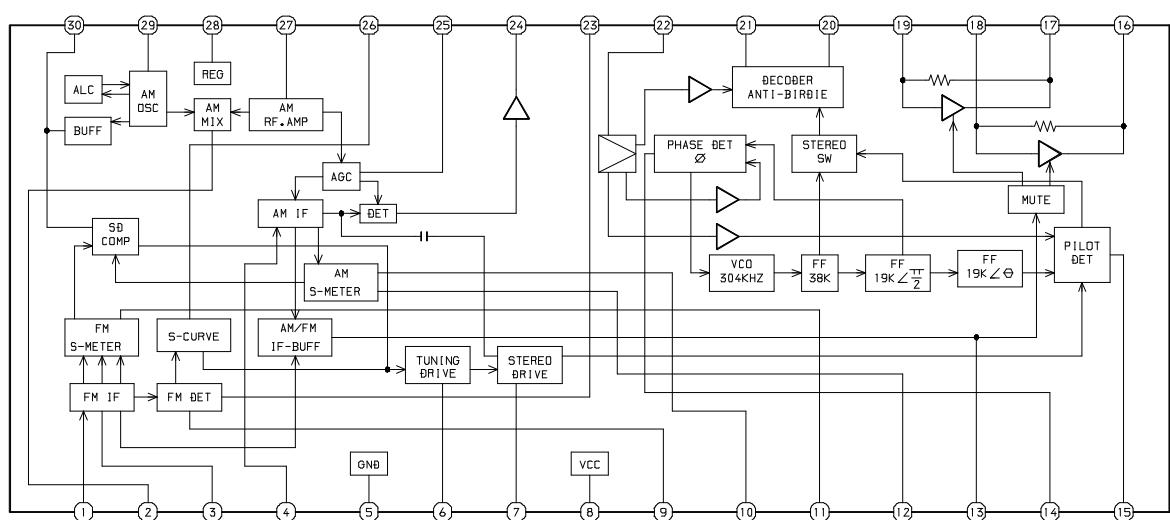 30 29 28 27 26 25 24 23 22 21 20 19 18 17 16
REG
ALC
AM
OSC
BUFF
AM
MIX
AM
RF.AMP
DECODER
ANTI-BIRDIE
PHASE DET
Ø
STEREO
SW
AGC
AM IF
DET
MUTE
SD
COMP
PILOT
DET
AM
S-METER
VCO
304KHZ
FF
38K
FF
19K∠π/2
FF
19K∠θ
FM
S-METER
S-CURVE
AM/FM
IF-BUFF
TUNING
DRIVE
STEREO
DRIVE
FM IF
FM DET
GND
VCC
1 2 3 4 5 6 7 8 9 10 11 12 13 14 15